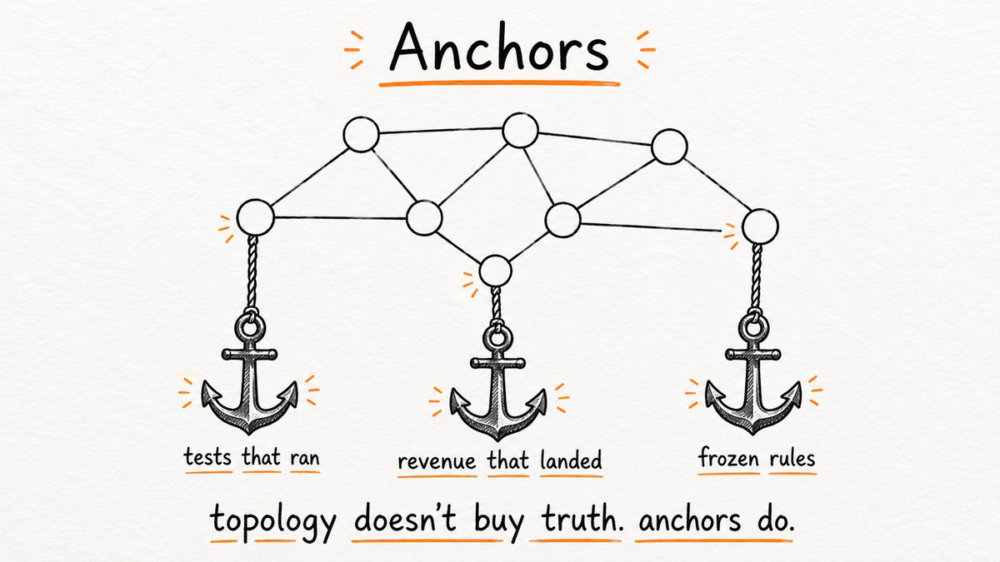 Anchors
tests that ran
revenue that landed
frozen rules
topology doesn't buy truth. anchors do.